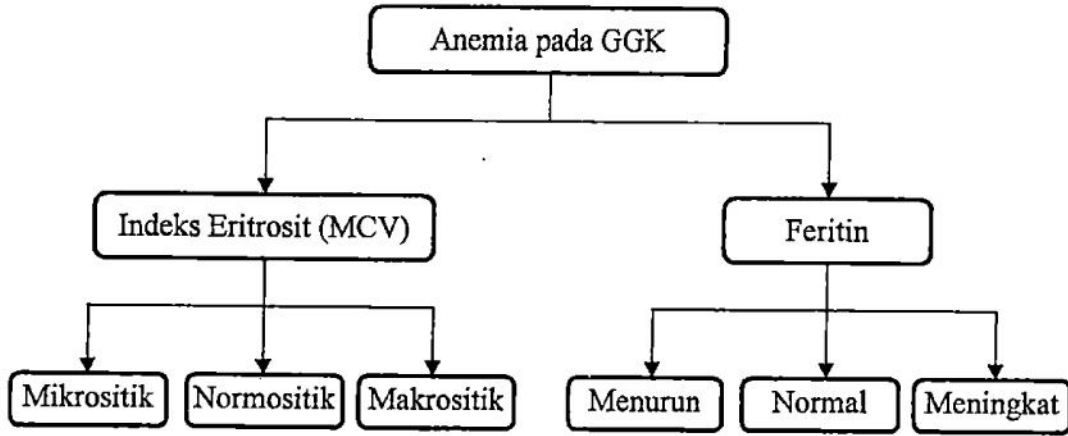 Anemia pada GGK
Indeks Eritrosit (MCV)
Feritin
Mikrositik
Normositik
Makrositik
Menurun
Normal
Meningkat